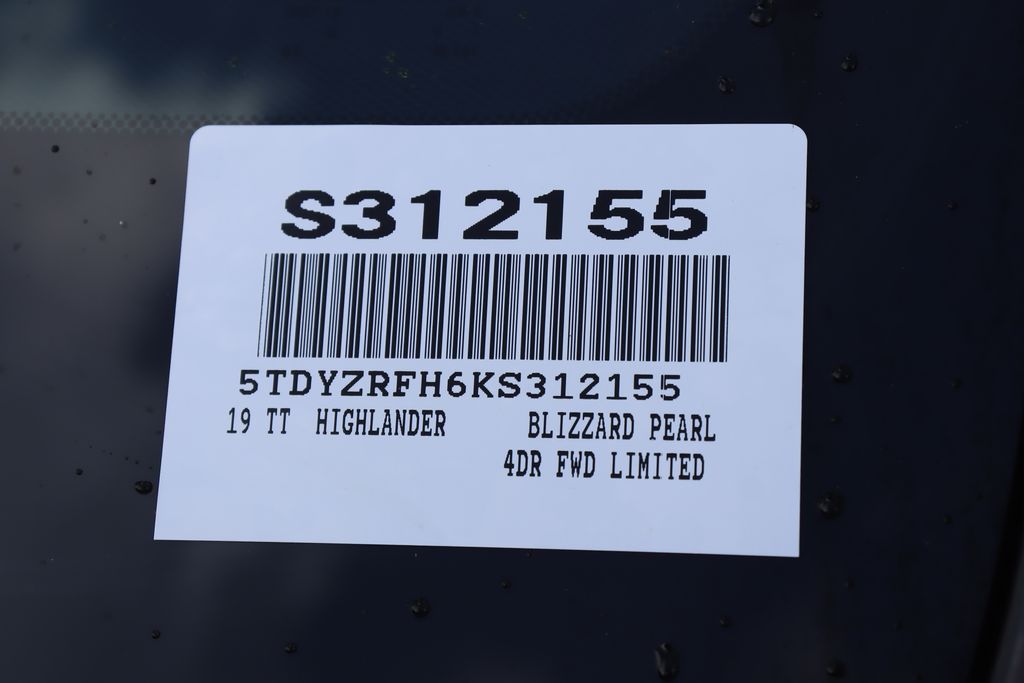 S312155
5TDYZRFH6KS312155
19 TT HIGHLANDER BLIZZARD PEARL
4DR FWD LIMITED